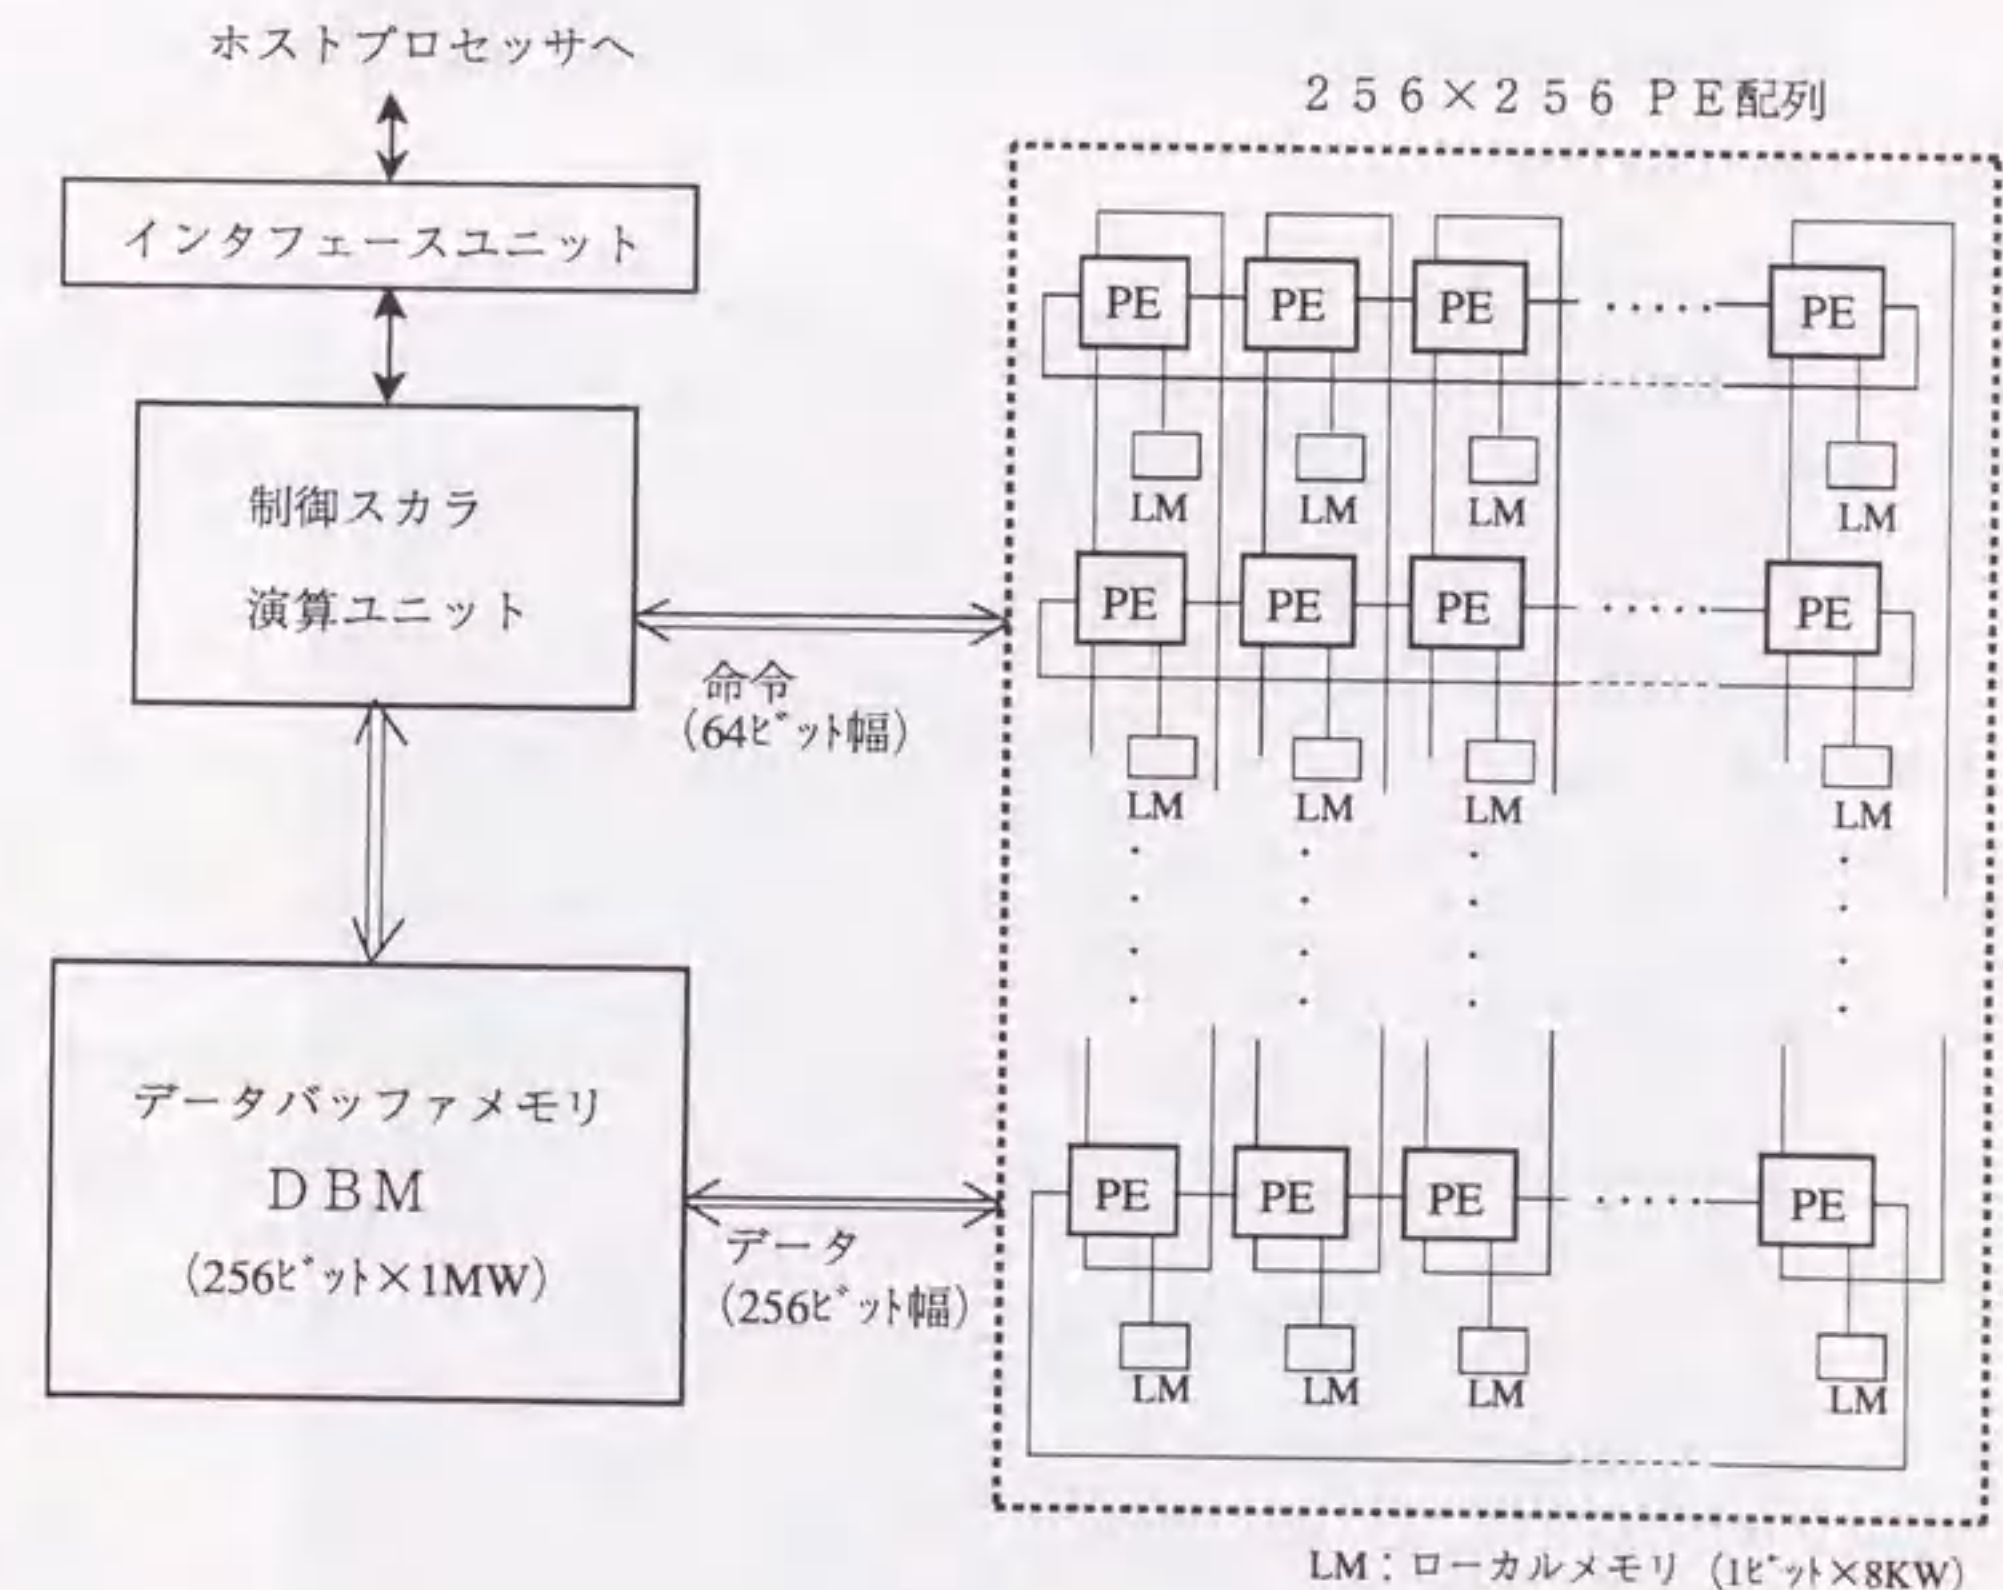 ホストプロセッサへ
インタフェースユニット
制御スカラ
演算ユニット
命令
(64ﾋﾞｯﾄ幅)
データバッファメモリ
DBM
(256ﾋﾞｯﾄ×1MW)
データ
(256ﾋﾞｯﾄ幅)
256×256 PE配列
PE PE PE ····· PE
LM LM LM LM
PE PE PE ····· PE
LM LM LM LM
PE PE PE ····· PE
LM LM LM LM
LM：ローカルメモリ (1ﾋﾞｯﾄ×8KW)